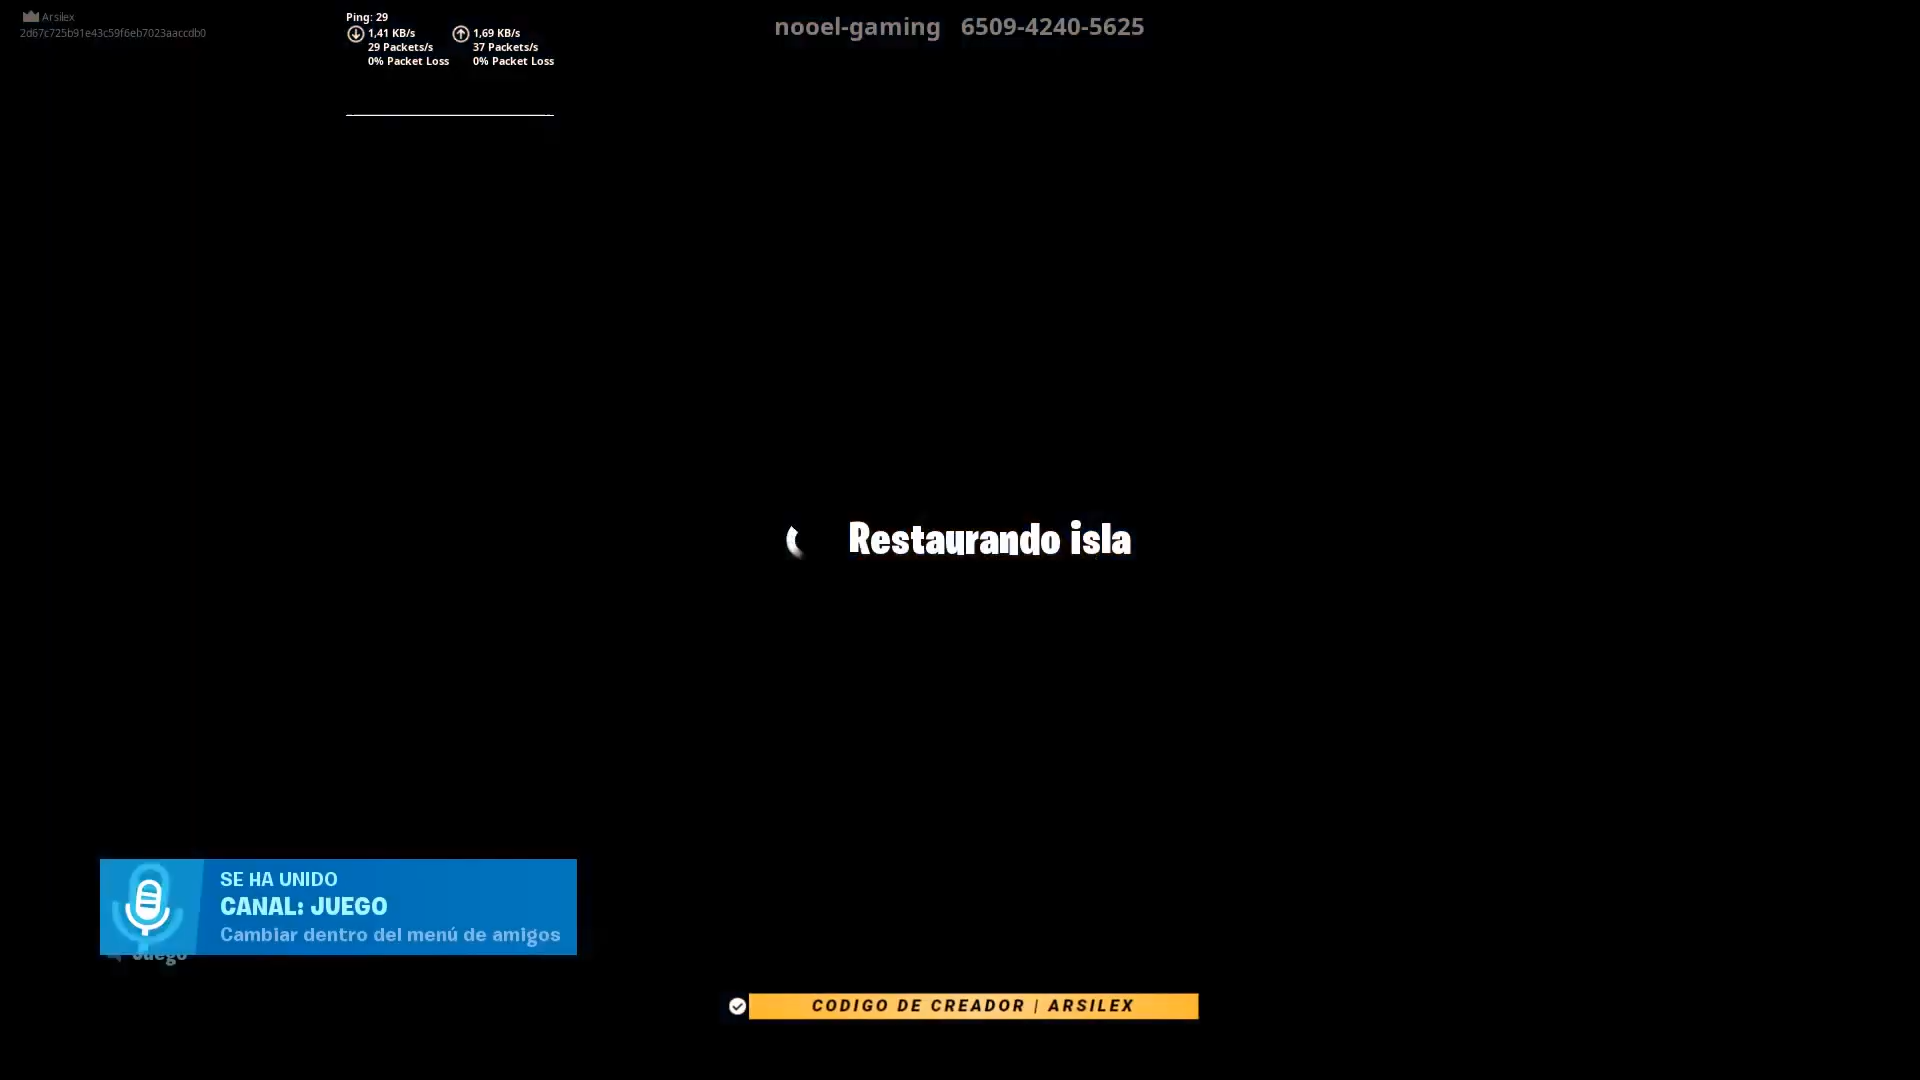 Arsilex
2d67c725b91e43c59f6eb7023aaccdb0
Ping: 29
1,41 KB/s 1,69 KB/s
29 Packets/s 37 Packets/s
0% Packet Loss 0% Packet Loss
nooel-gaming 6509-4240-5625
Restaurando isla
SE HA UNIDO
CANAL: JUEGO
Cambiar dentro del menú de amigos
Juego
CODIGO DE CREADOR | ARSILEX